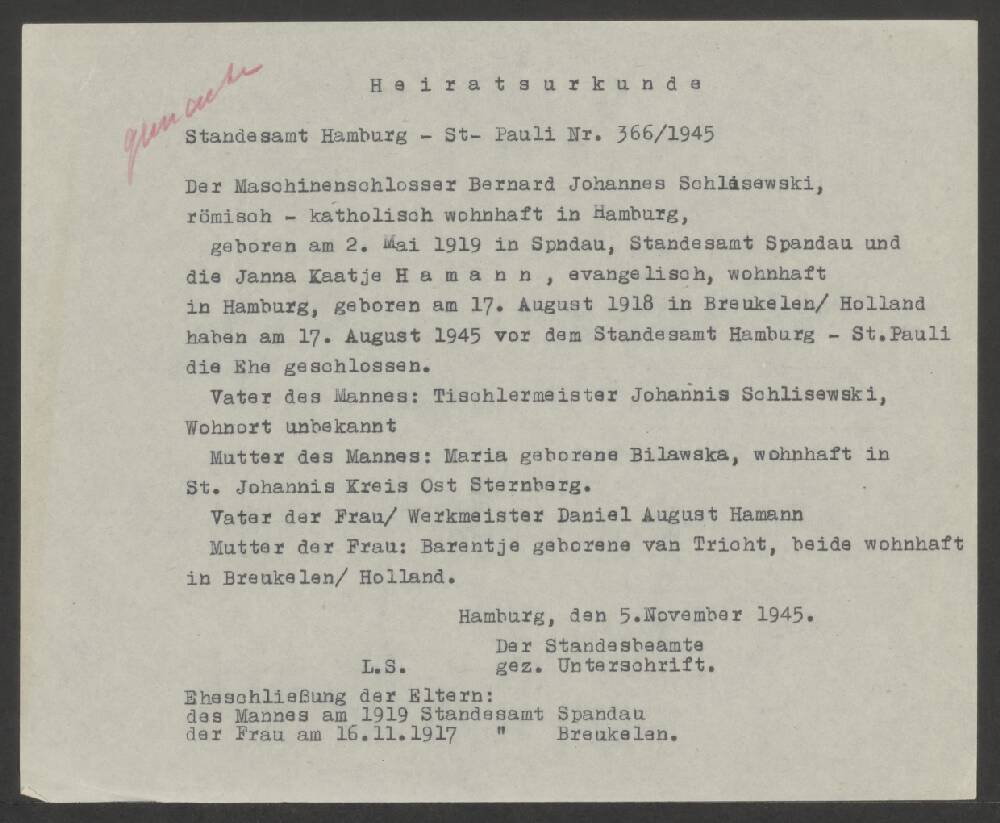 H e i r a t s u r k u n d e
Standesamt Hamburg - St- Pauli Nr. 366/1945
Der Maschinenschlosser Bernard Johannes Schlisewski,
römisch - katholisch wohnhaft in Hamburg,
geboren am 2. Mai 1919 in Spndau, Standesamt Spandau und
die Janna Kaatje H a m a n n , evangelisch, wohnhaft
in Hamburg, geboren am 17. August 1918 in Breukelen/ Holland
haben am 17. August 1945 vor dem Standesamt Hamburg - St.Pauli
die Ehe geschlossen.
Vater des Mannes: Tischlermeister Johannis Schlisewski,
Wohnort unbekannt
Mutter des Mannes: Maria geborene Bilawska, wohnhaft in
St. Johannis Kreis Ost Sternberg.
Vater der Frau/ Werkmeister Daniel August Hamann
Mutter der Frau: Barentje geborene van Tricht, beide wohnhaft
in Breukelen/ Holland.
Hamburg, den 5.November 1945.
Der Standesbeamte
L.S. gez. Unterschrift.
Eheschließung der Eltern:
des Mannes am 1919 Standesamt Spandau
der Frau am 16.11.1917 " Breukelen.